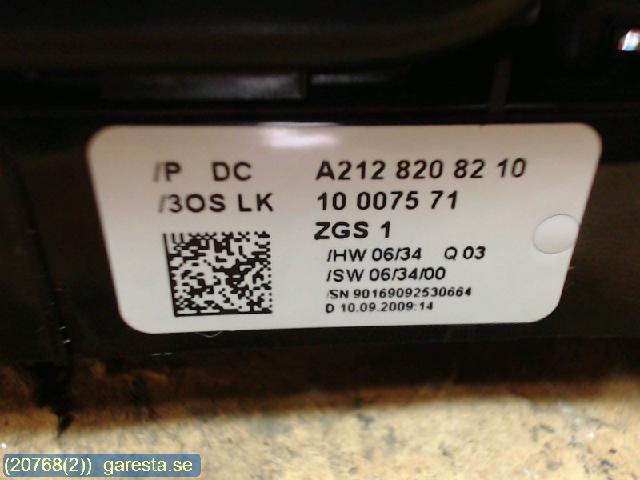 /P DC A212 820 82 10
/3OS LK 10 0075 71
ZGS 1
/HW 06/34 Q 03
/SW 06/34/00
/SN 90169092530664
D 10.09.2009:14
(20768(2)) garesta.se